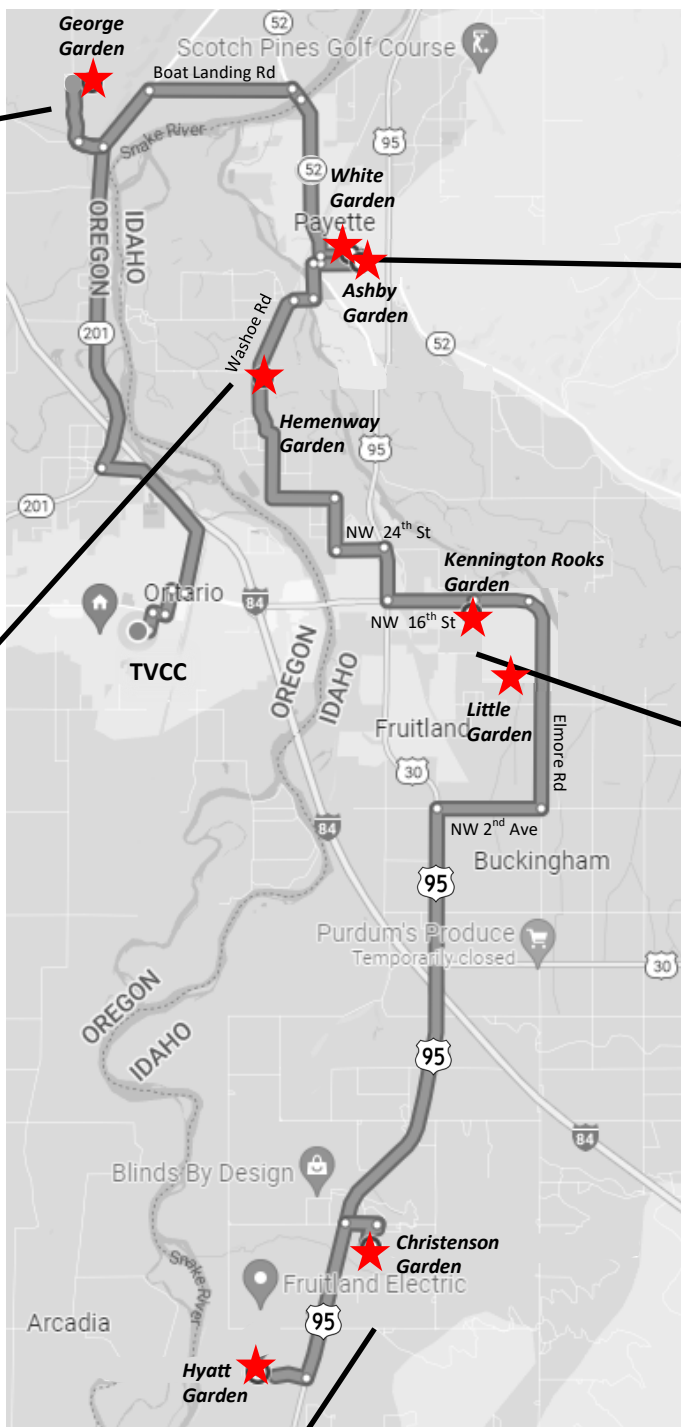 George
Garden
52
Scotch Pines Golf Course
Boat Landing Rd
95
Snake River
52
White
Garden
OREGON
IDAHO
Payette
Ashby
Garden
201
Washoe Rd
52
Hemenway
Garden
95
201
NW 24th St
Kennington Rooks
Garden
Ontario
84
NW 16th St
TVCC
OREGON
IDAHO
Little
Garden
Fruitland
Elmore Rd
30
84
NW 2nd Ave
Buckingham
95
Purdum's Produce
Temporarily closed
30
OREGON
IDAHO
95
84
Blinds By Design
Christenson
Garden
Snake River
Fruitland Electric
Arcadia
95
Hyatt
Garden